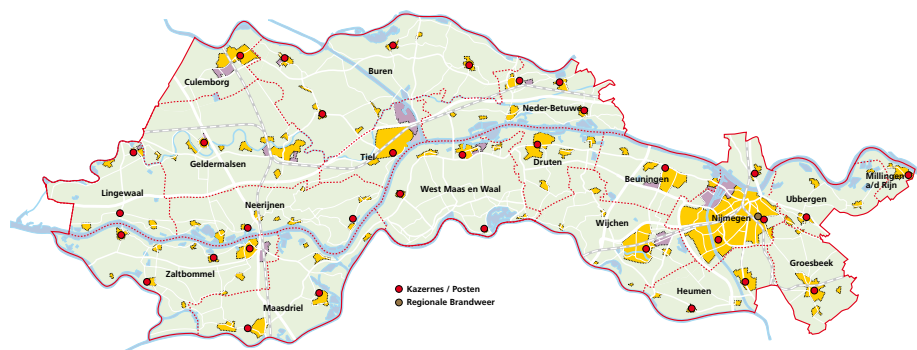 Culemborg
Buren
Neder-Betuwe
Tiel
Geldermalsen
Druten
Beuningen
Millingen
a/d Rijn
Lingewaal
West Maas en Waal
Ubbergen
Neerijnen
Nijmegen
Wijchen
Zaltbommel
Groesbeek
Maasdriel
Heumen
Kazernes / Posten
Regionale Brandweer